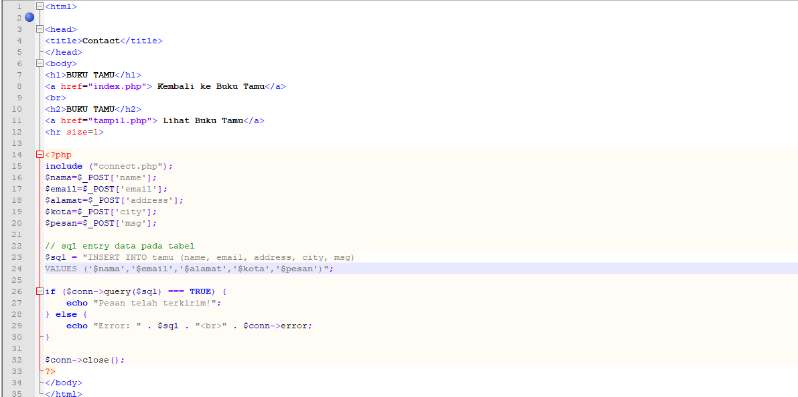 1 <html>
2
3 <head>
4 <title>Contact</title>
5 </head>
6 <body>
7 <h1>BUKU TAMU</h1>
8 <a href="index.php"> Kembali ke Buku Tamu</a>
9 <br>
10 <h2>BUKU TAMU</h2>
11 <a href="tampil.php"> Lihat Buku Tamu</a>
12 <hr size=1>
13
14 <?php
15 include ("connect.php");
16 $nama=$_POST['name'];
17 $email=$_POST['email'];
18 $alamat=$_POST['address'];
19 $kota=$_POST['city'];
20 $pesan=$_POST['msg'];
21
22 // sql entry data pada tabel
23 $sql = "INSERT INTO tamu (name, email, address, city, msg)
24 VALUES ('$nama','$email','$alamat','$kota','$pesan')";
25
26 if ($conn->query($sql) === TRUE) {
27 echo "Pesan telah terkirim!";
28 } else {
29 echo "Error: " . $sql . "<br>" . $conn->error;
30 }
31
32 $conn->close();
33 ?>
34 </body>
35 </html>